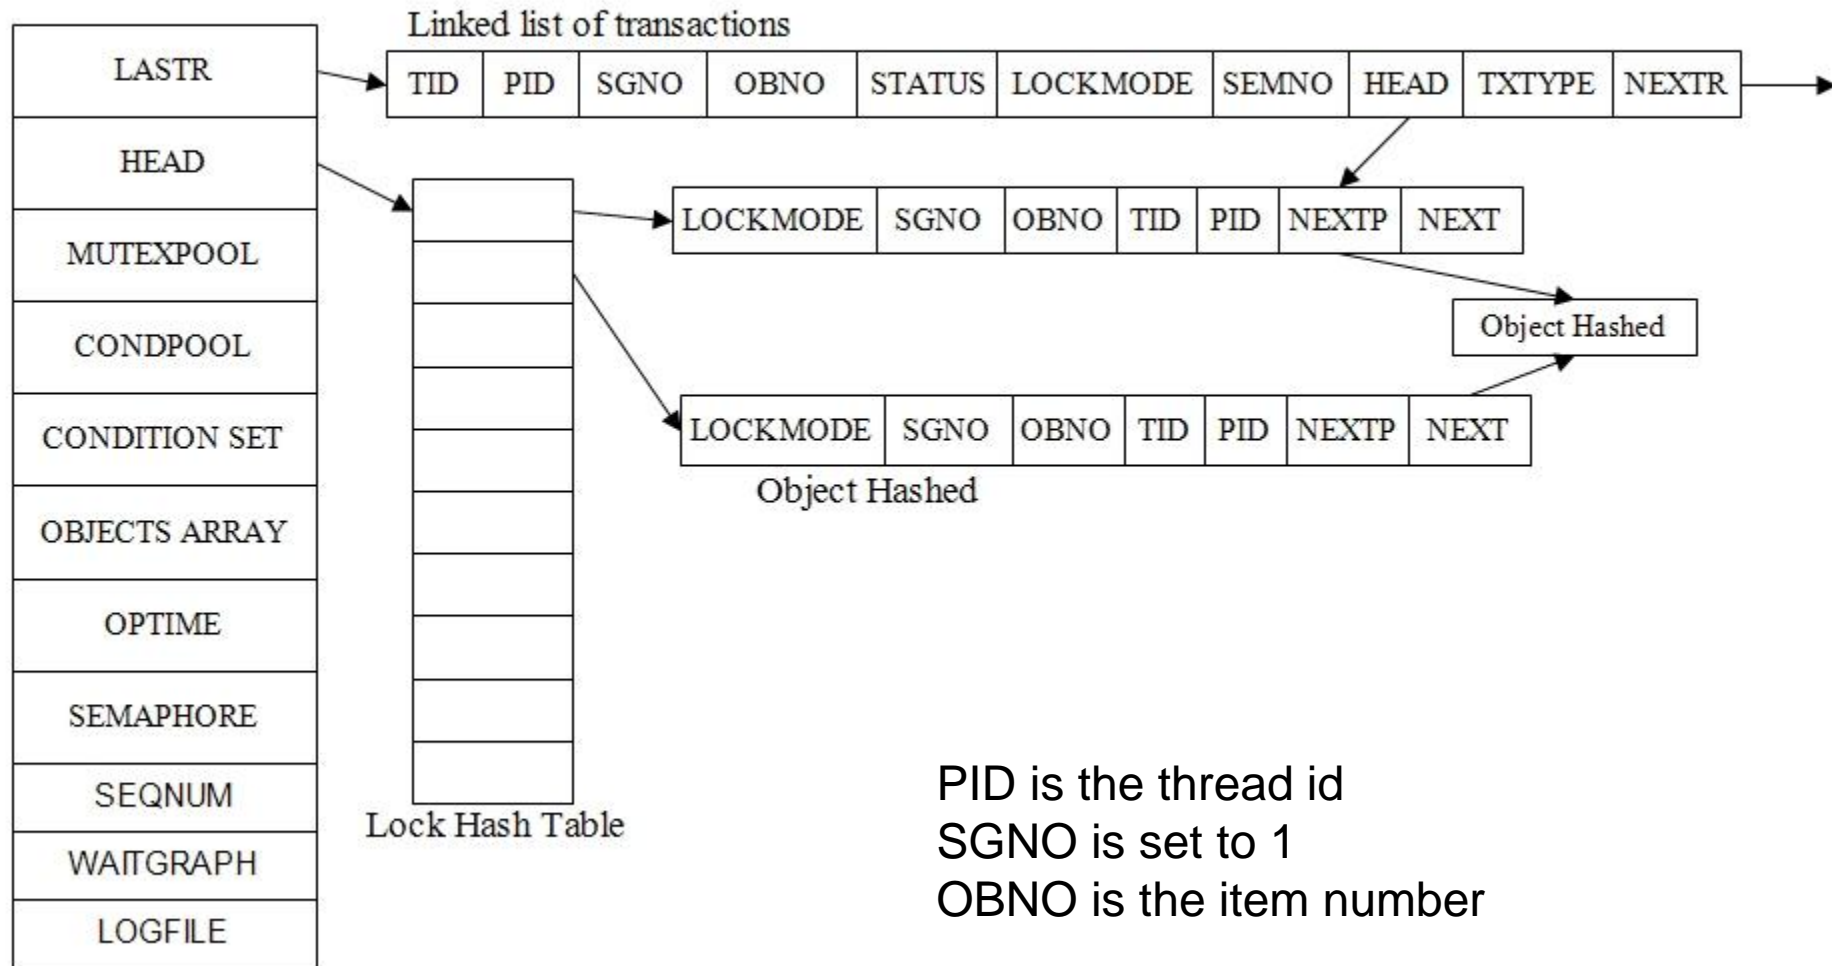 Linked list of transactions
LASTR
TID PID SGNO OBNO STATUS LOCKMODE SEMNO HEAD TXTYPE NEXTR
HEAD
LOCKMODE SGNO OBNO TID PID NEXTP NEXT
MUTEXPOOL
Object Hashed
CONDPOOL
CONDITION SET
LOCKMODE SGNO OBNO TID PID NEXTP NEXT
Object Hashed
OBJECTS ARRAY
OPTIME
SEMAPHORE
SEQNUM
WAITGRAPH
LOGFILE
Lock Hash Table
PID is the thread id
SGNO is set to 1
OBNO is the item number